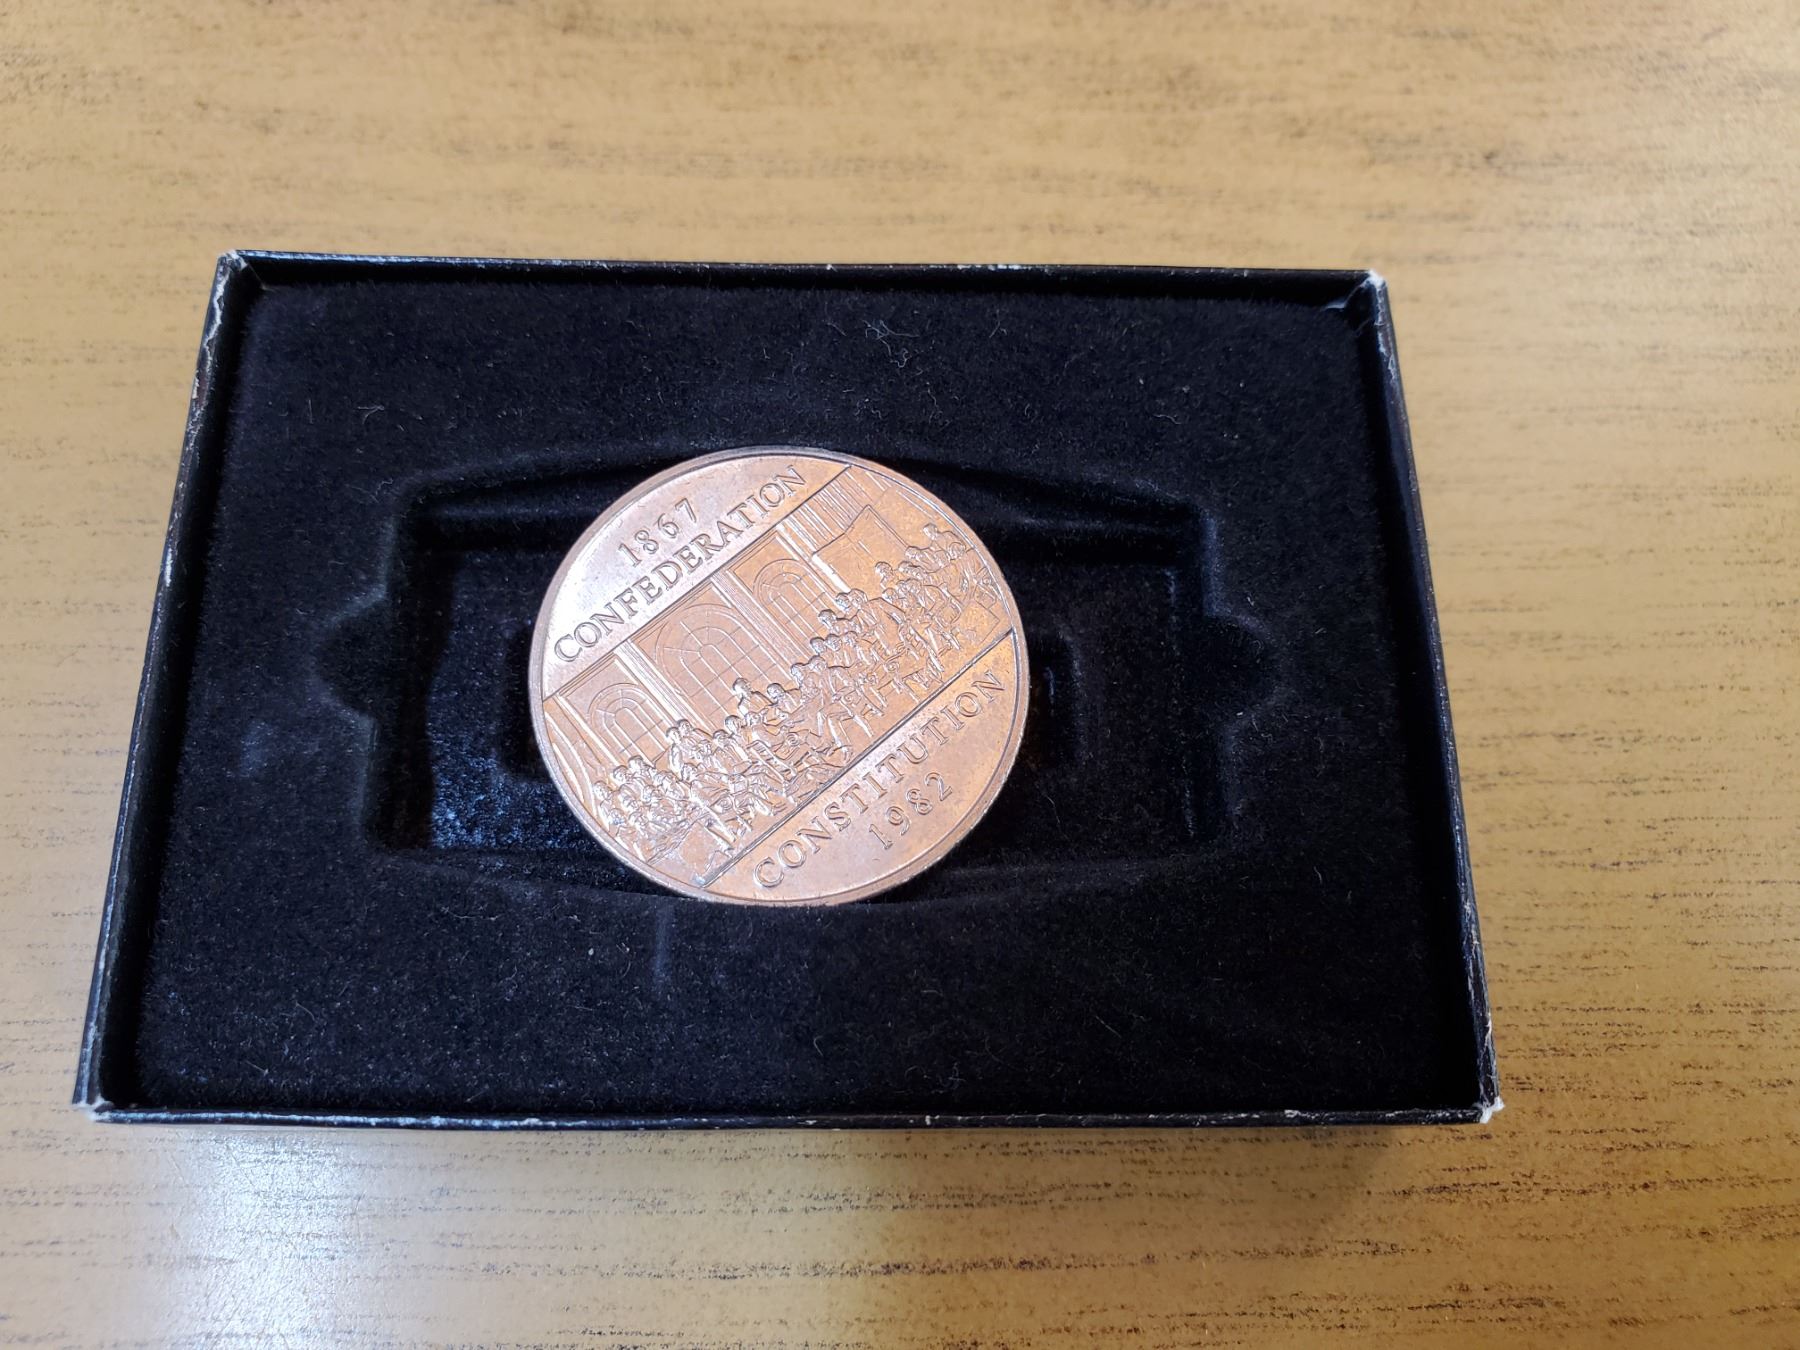 1867
CONFEDERATION
CONSTITUTION
1982